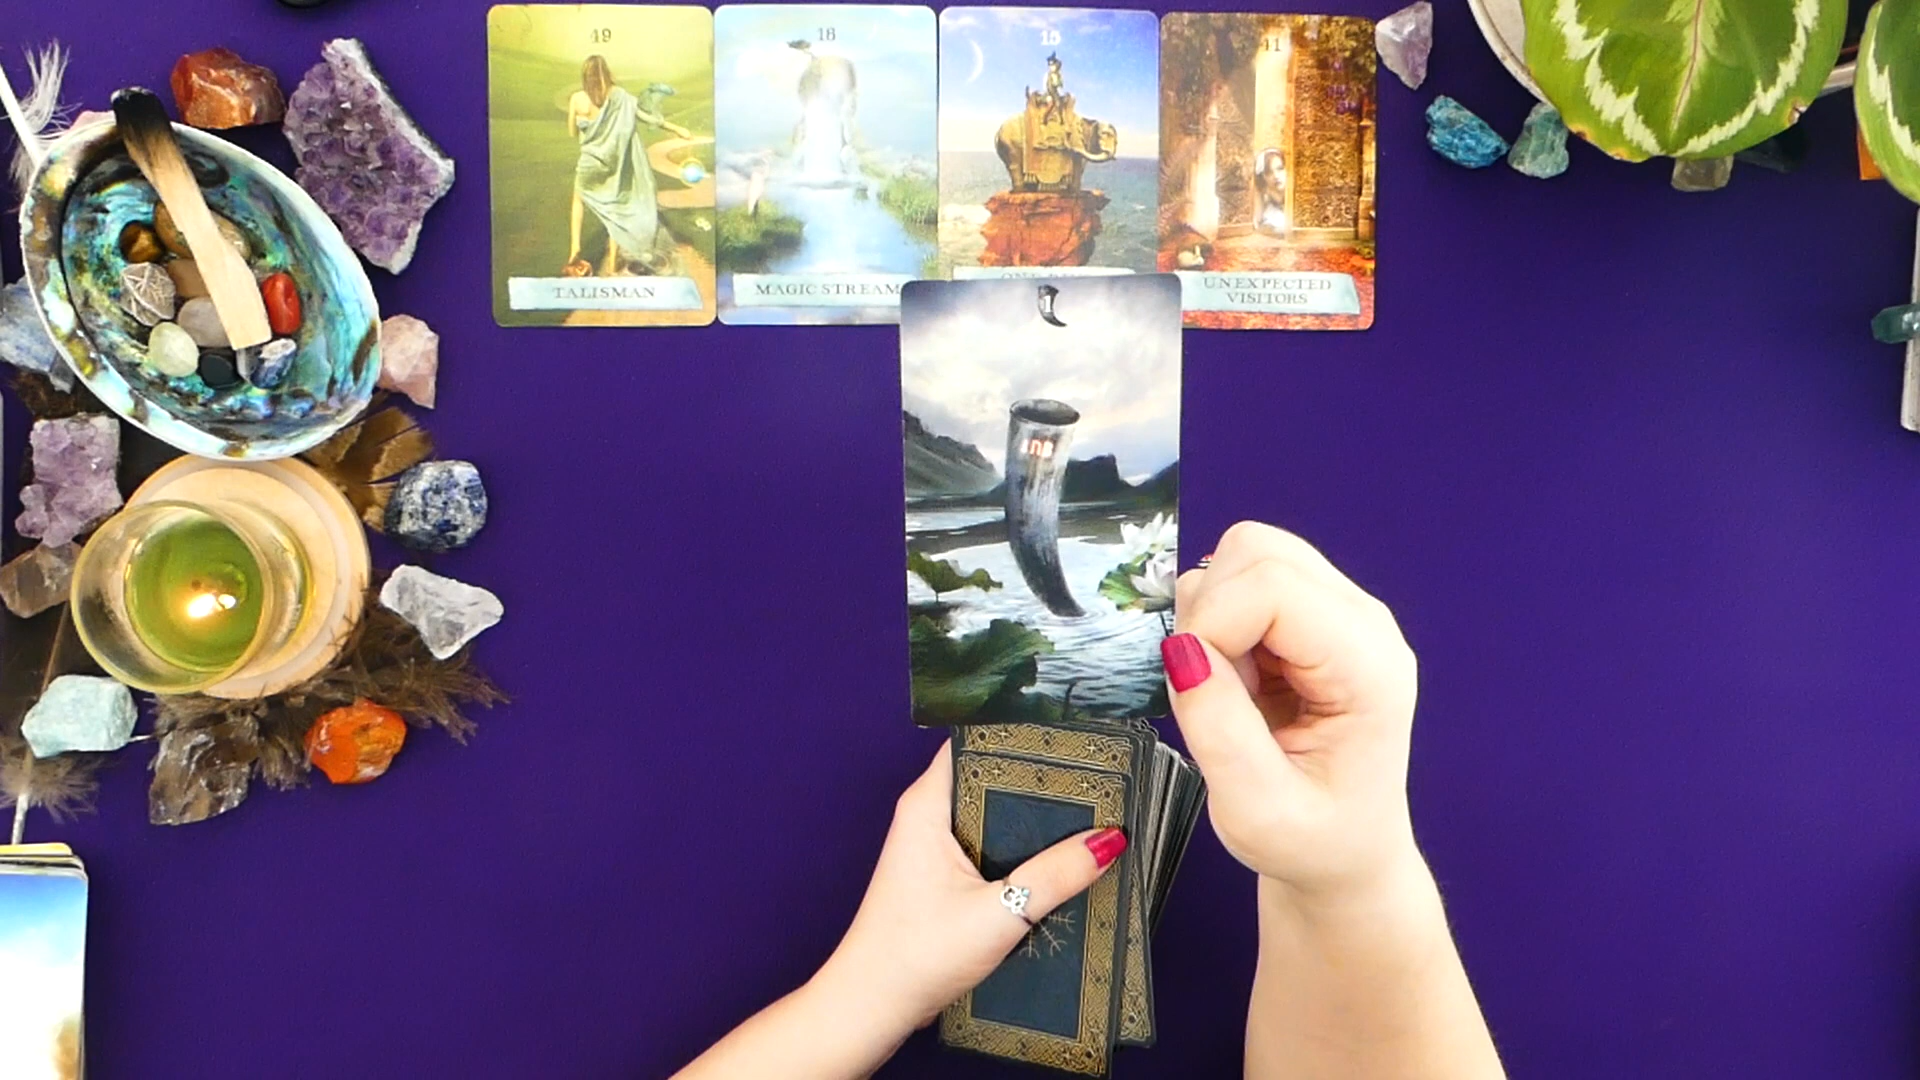 49
18
15
41
TALISMAN
MAGIC STREAM
UNEXPECTED
VISITORS